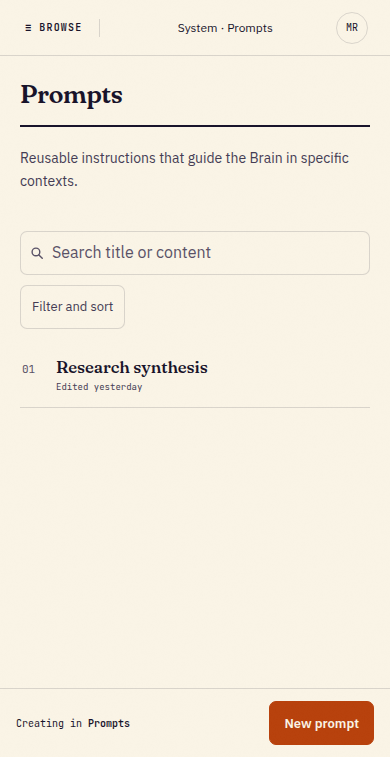 ≡ BROWSE
System · Prompts
MR
Prompts
Reusable instructions that guide the Brain in specific
contexts.
Search title or content
Filter and sort
01 Research synthesis
Edited yesterday
Creating in Prompts
New prompt